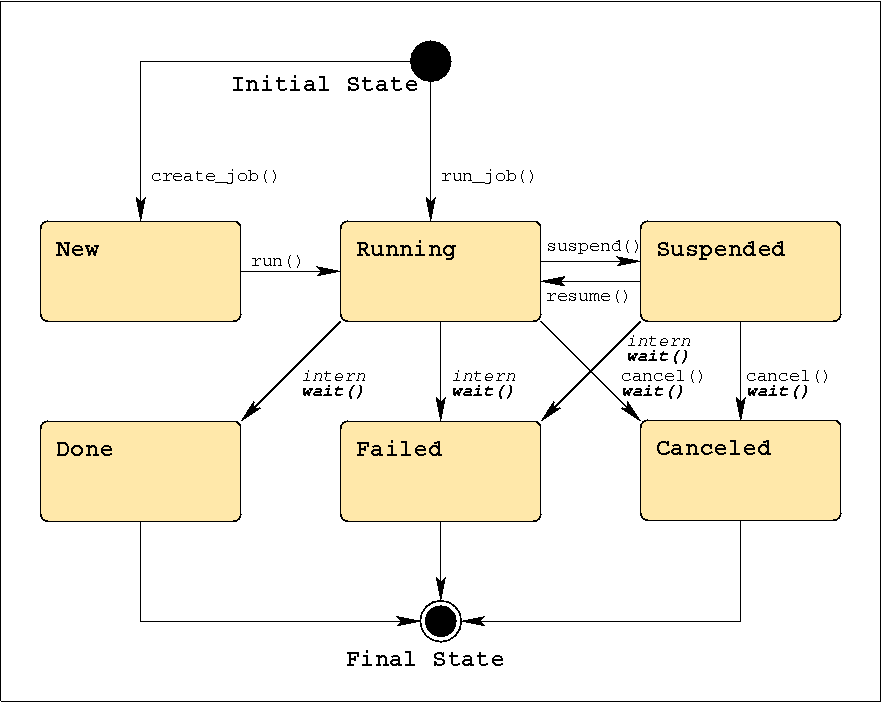 Initial State
create_job()
run_job()
New
run()
Running
suspend()
resume()
Suspended
intern
wait()
intern
wait()
intern
wait()
cancel()
wait()
cancel()
wait()
Done
Failed
Canceled
Final State